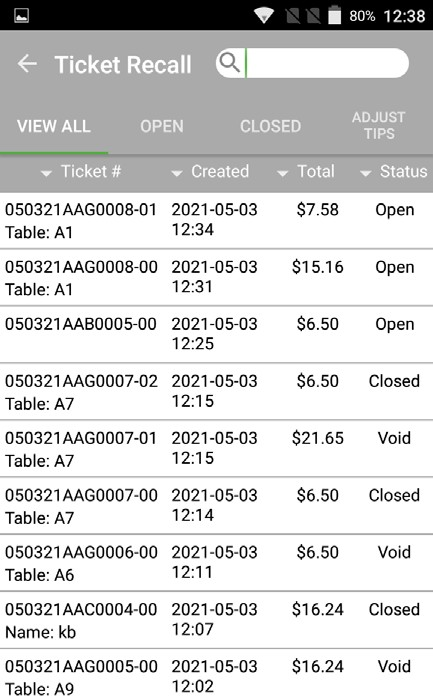 80% 12:38
Ticket Recall
VIEW ALL OPEN CLOSED ADJUST TIPS
Ticket # Created Total Status
050321AAG0008-01 2021-05-03 $7.58 Open
Table: A1 12:34
050321AAG0008-00 2021-05-03 $15.16 Open
Table: A1 12:31
050321AAB0005-00 2021-05-03 $6.50 Open
12:25
050321AAG0007-02 2021-05-03 $6.50 Closed
Table: A7 12:15
050321AAG0007-01 2021-05-03 $21.65 Void
Table: A7 12:15
050321AAG0007-00 2021-05-03 $6.50 Closed
Table: A7 12:14
050321AAG0006-00 2021-05-03 $6.50 Void
Table: A6 12:11
050321AAC0004-00 2021-05-03 $16.24 Closed
Name: kb 12:07
050321AAG0005-00 2021-05-03 $16.24 Void
Table: A9 12:02